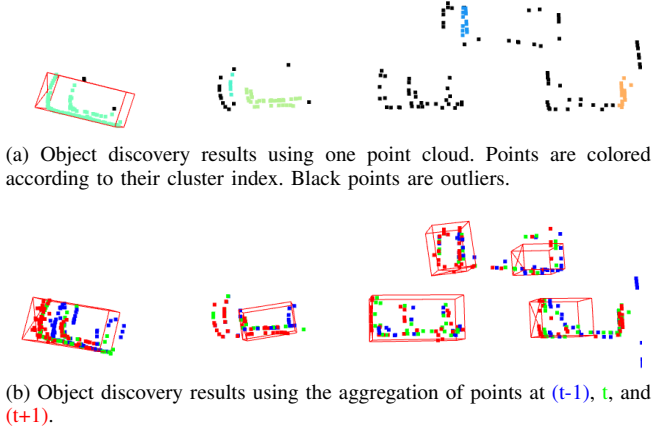 (a) Object discovery results using one point cloud. Points are colored
according to their cluster index. Black points are outliers.
(b) Object discovery results using the aggregation of points at (t-1), t, and
(t+1).